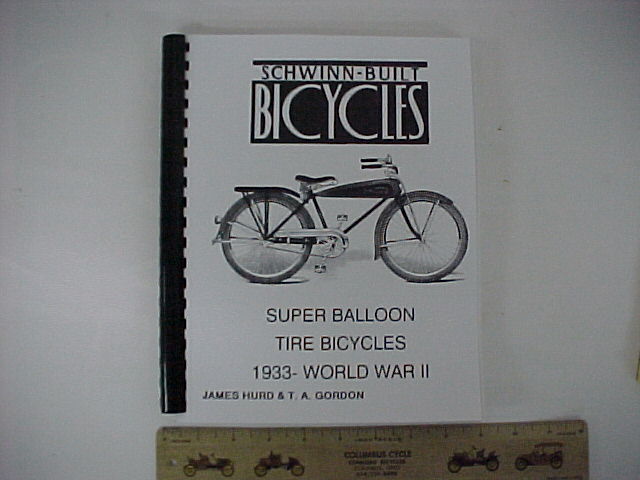 SCHWINN-BUILT
BICYCLES
SUPER BALLOON
TIRE BICYCLES
1933- WORLD WAR II
JAMES HURD & T. A. GORDON
COLUMBUS CYCLE